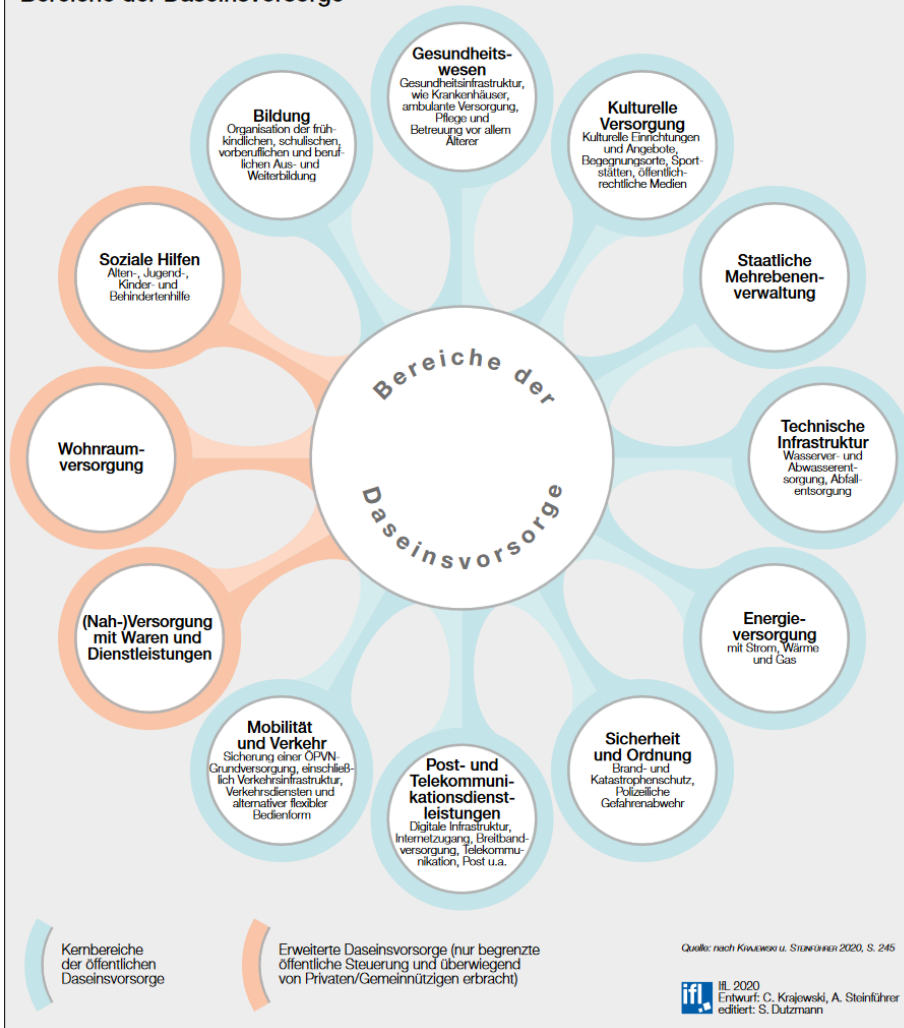 Bereiche der Daseinsvorsorge
Gesundheits-
wesen
Gesundheitsinfrastruktur,
wie Krankenhäuser,
ambulante Versorgung,
Pflege und
Betreuung vor allem
Älterer
Kulturelle
Versorgung
Kulturelle Einrichtungen
und Angebote,
Begegnungsorte, Sport-
stätten, öffentlich-
rechtliche Medien
Staatliche
Mehrebenen-
verwaltung
Technische
Infrastruktur
Wasserver- und
Abwasserent-
sorgung, Abfall-
entsorgung
Energie-
versorgung
mit Strom, Wärme
und Gas
Sicherheit
und Ordnung
Brand- und
Katastrophenschutz,
Polizeiliche
Gefahrenabwehr
Post- und
Telekommuni-
kationsdienst-
leistungen
Digitale Infrastruktur,
Internetzugang, Breitband-
versorgung, Telekommu-
nikation, Post u.a.
Mobilität
und Verkehr
Sicherung einer ÖPVN-
Grundversorgung, einschließ-
lich Verkehrsinfrastruktur,
Verkehrsdiensten und
alternativer flexibler
Bedienform
(Nah-)Versorgung
mit Waren und
Dienstleistungen
Wohnraum-
versorgung
Soziale Hilfen
Alten-, Jugend-,
Kinder- und
Behindertenhilfe
Bildung
Organisation der früh-
kindlichen, schulischen,
vorberuflichen und beruf-
lichen Aus- und
Weiterbildung
Bereiche der
Daseinsvorsorge
Kernbereiche
der öffentlichen
Daseinsvorsorge
Erweiterte Daseinsvorsorge (nur begrenzte
öffentliche Steuerung und überwiegend
von Privaten/Gemeinnützigen erbracht)
Quelle: nach KRAJEWSKI u. STEINFÜHRER 2020, S. 245
ifl
IfL 2020
Entwurf: C. Krajewski, A. Steinführer
editiert: S. Dutzmann